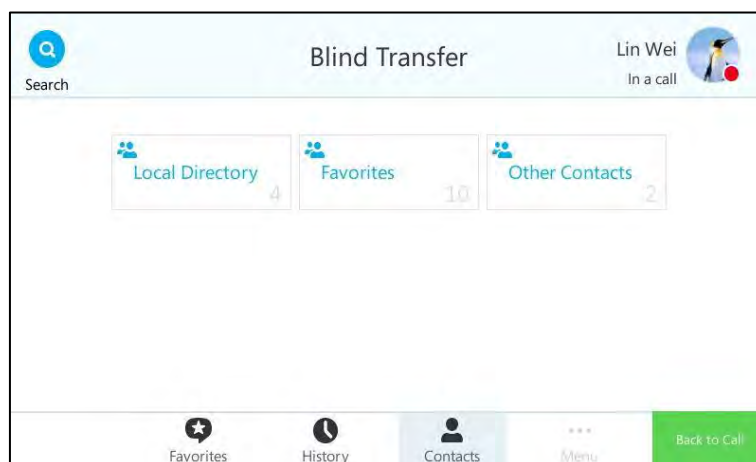 Search
Blind Transfer
Lin Wei
In a call
Local Directory
4
Favorites
10
Other Contacts
2
Favorites
History
Contacts
Menu
Back to Call